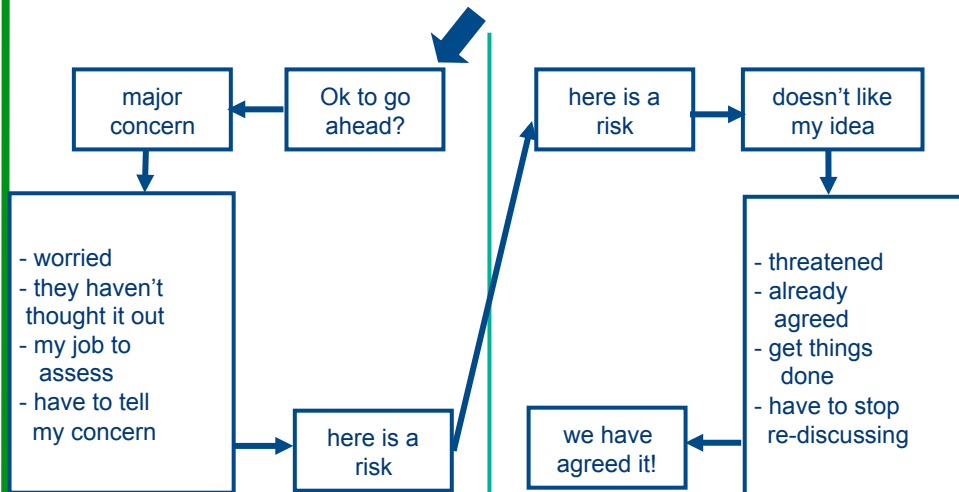 major
concern
Ok to go
ahead?
- worried
- they haven’t
thought it out
- my job to
assess
- have to tell
my concern
here is a
risk
here is a
risk
doesn’t like
my idea
- threatened
- already
agreed
- get things
done
- have to stop
re-discussing
we have
agreed it!